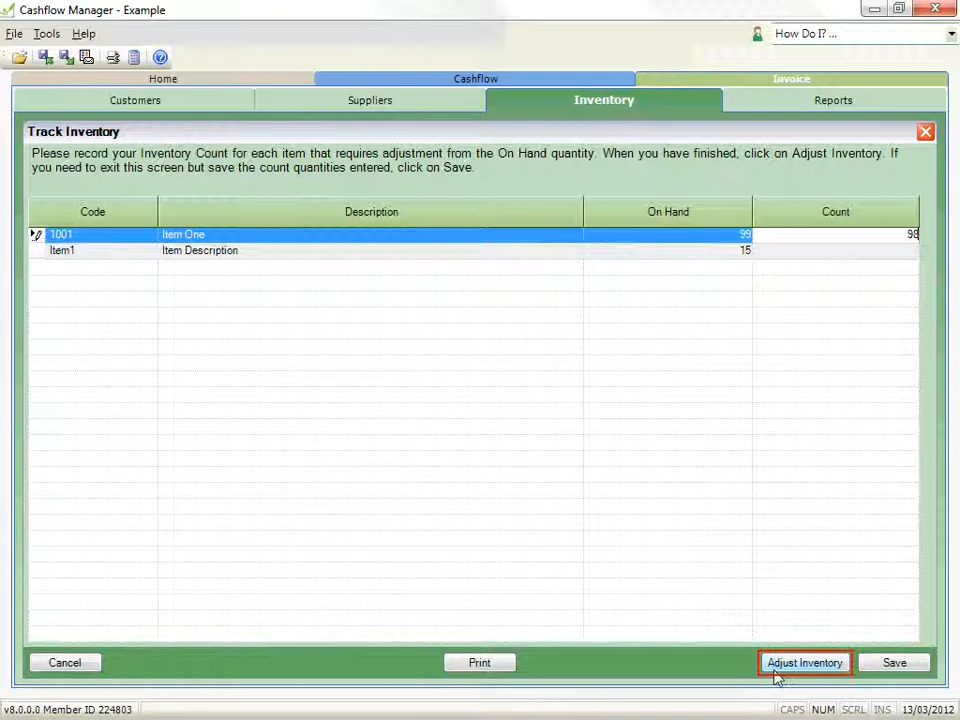 Cashflow Manager - Example
File Tools Help
How Do I? ...
Home Cashflow Invoice
Customers Suppliers Inventory Reports
Track Inventory
Please record your Inventory Count for each item that requires adjustment from the On Hand quantity. When you have finished, click on Adjust Inventory. If
you need to exit this screen but save the count quantities entered, click on Save.
Code Description On Hand Count
1001 Item One 99 98
Item1 Item Description 15
Cancel Print Adjust Inventory Save
v8.0.0.0 Member ID 224803 CAPS NUM SCRL INS 13/03/2012